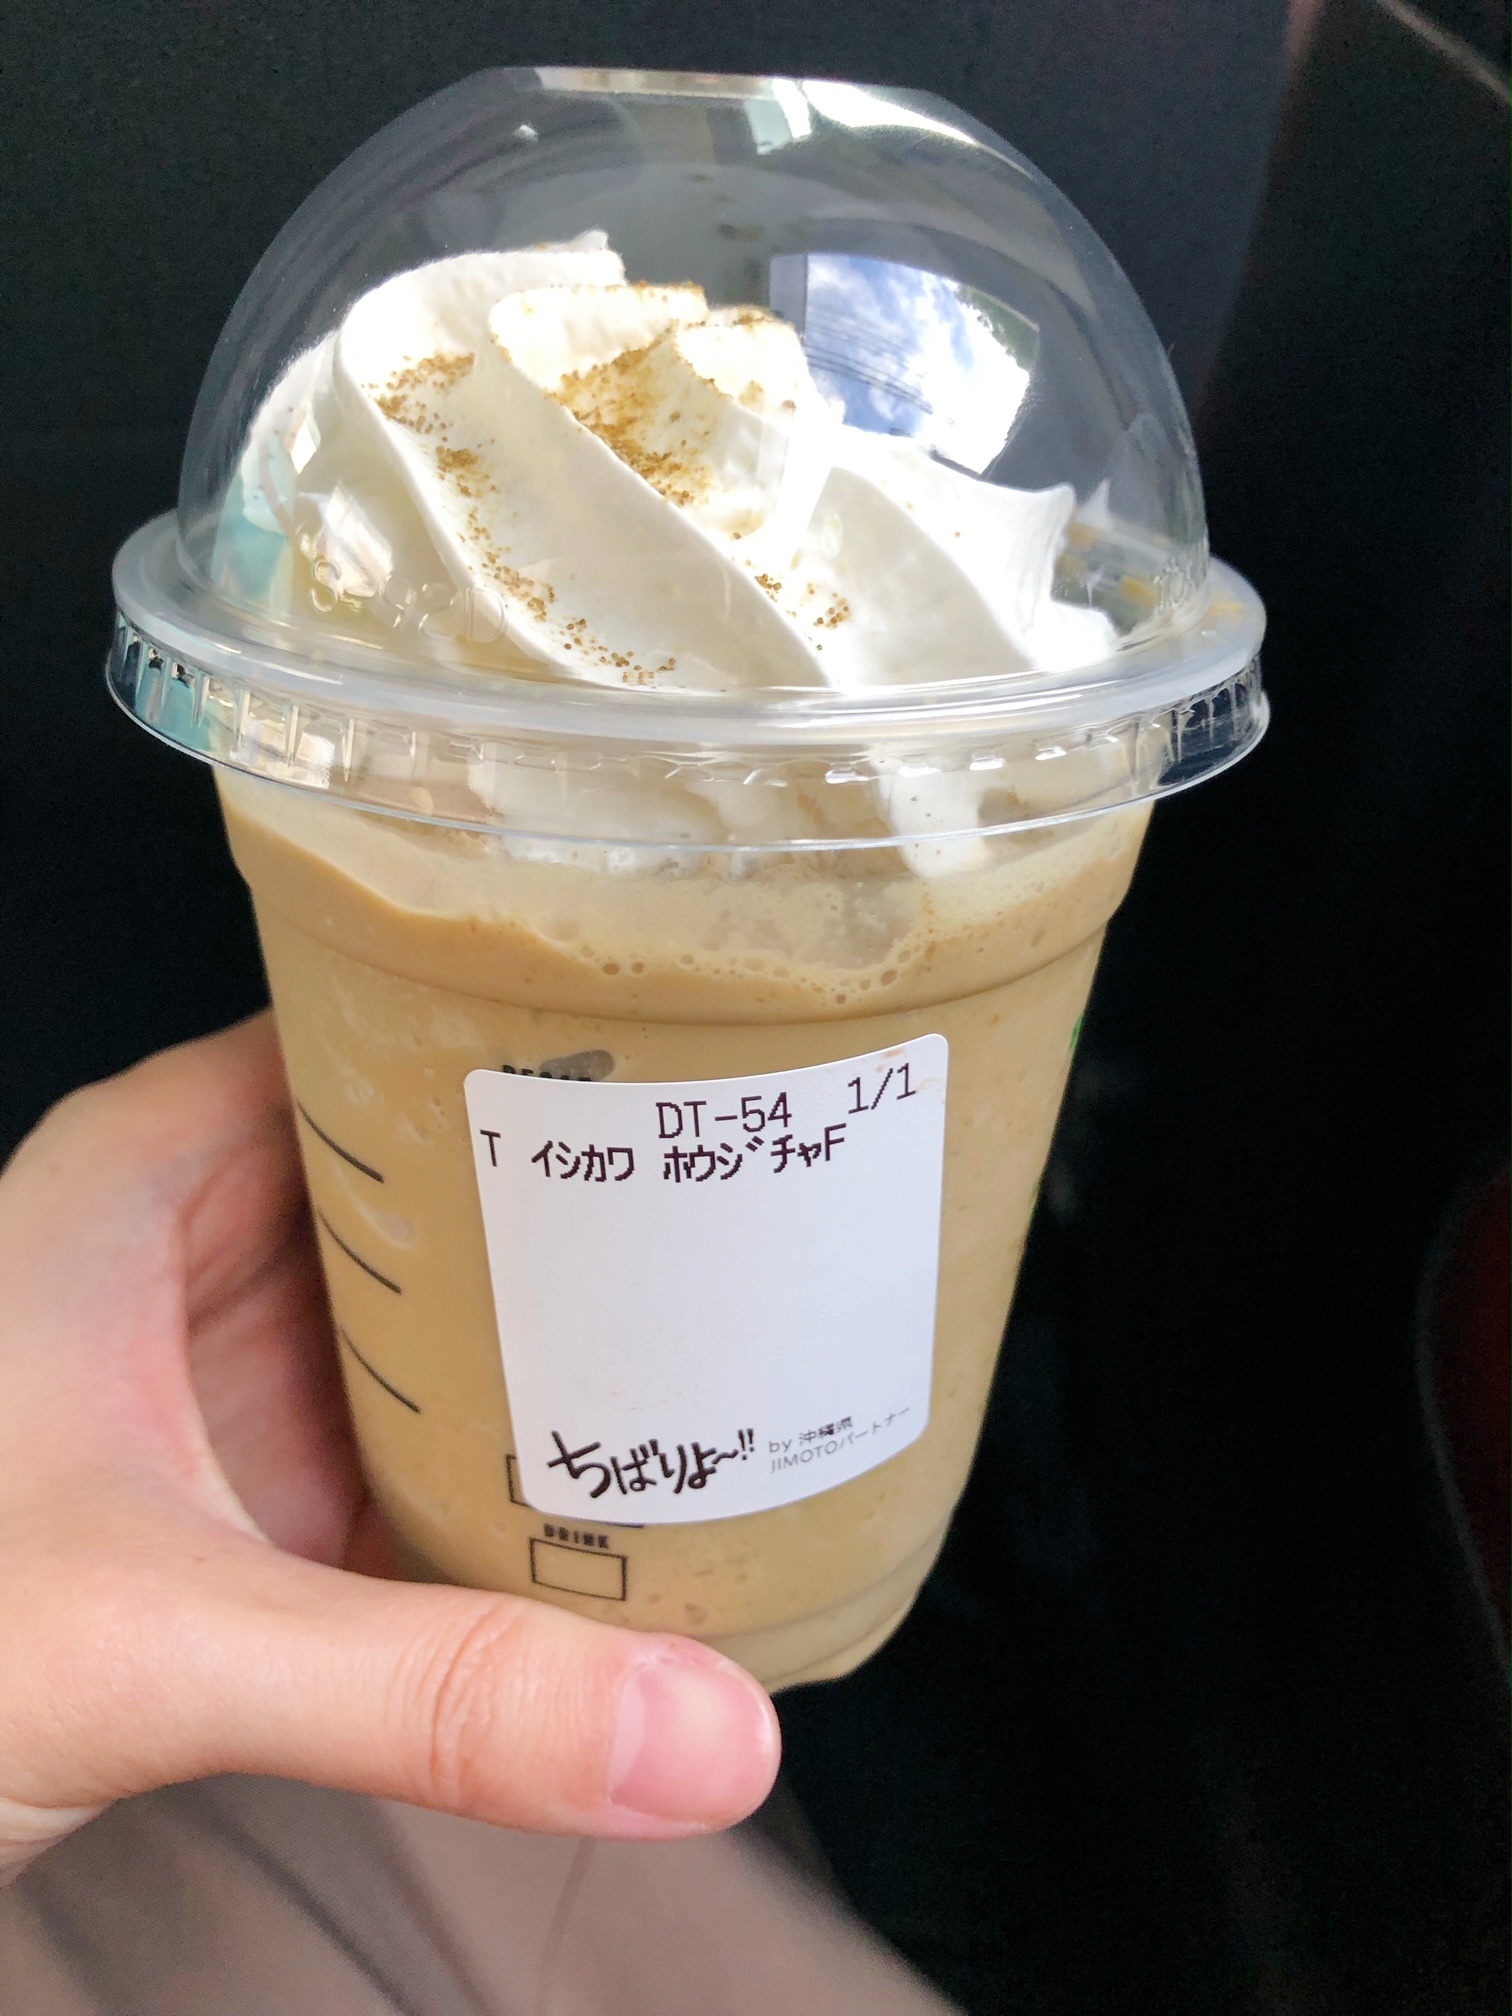 DT-54 1/1
T ｲｼｶﾜ ﾎｳｼﾞﾁｬF
ちばりよ〜!!
by 沖縄県
JIMOTOパートナー
DRINK